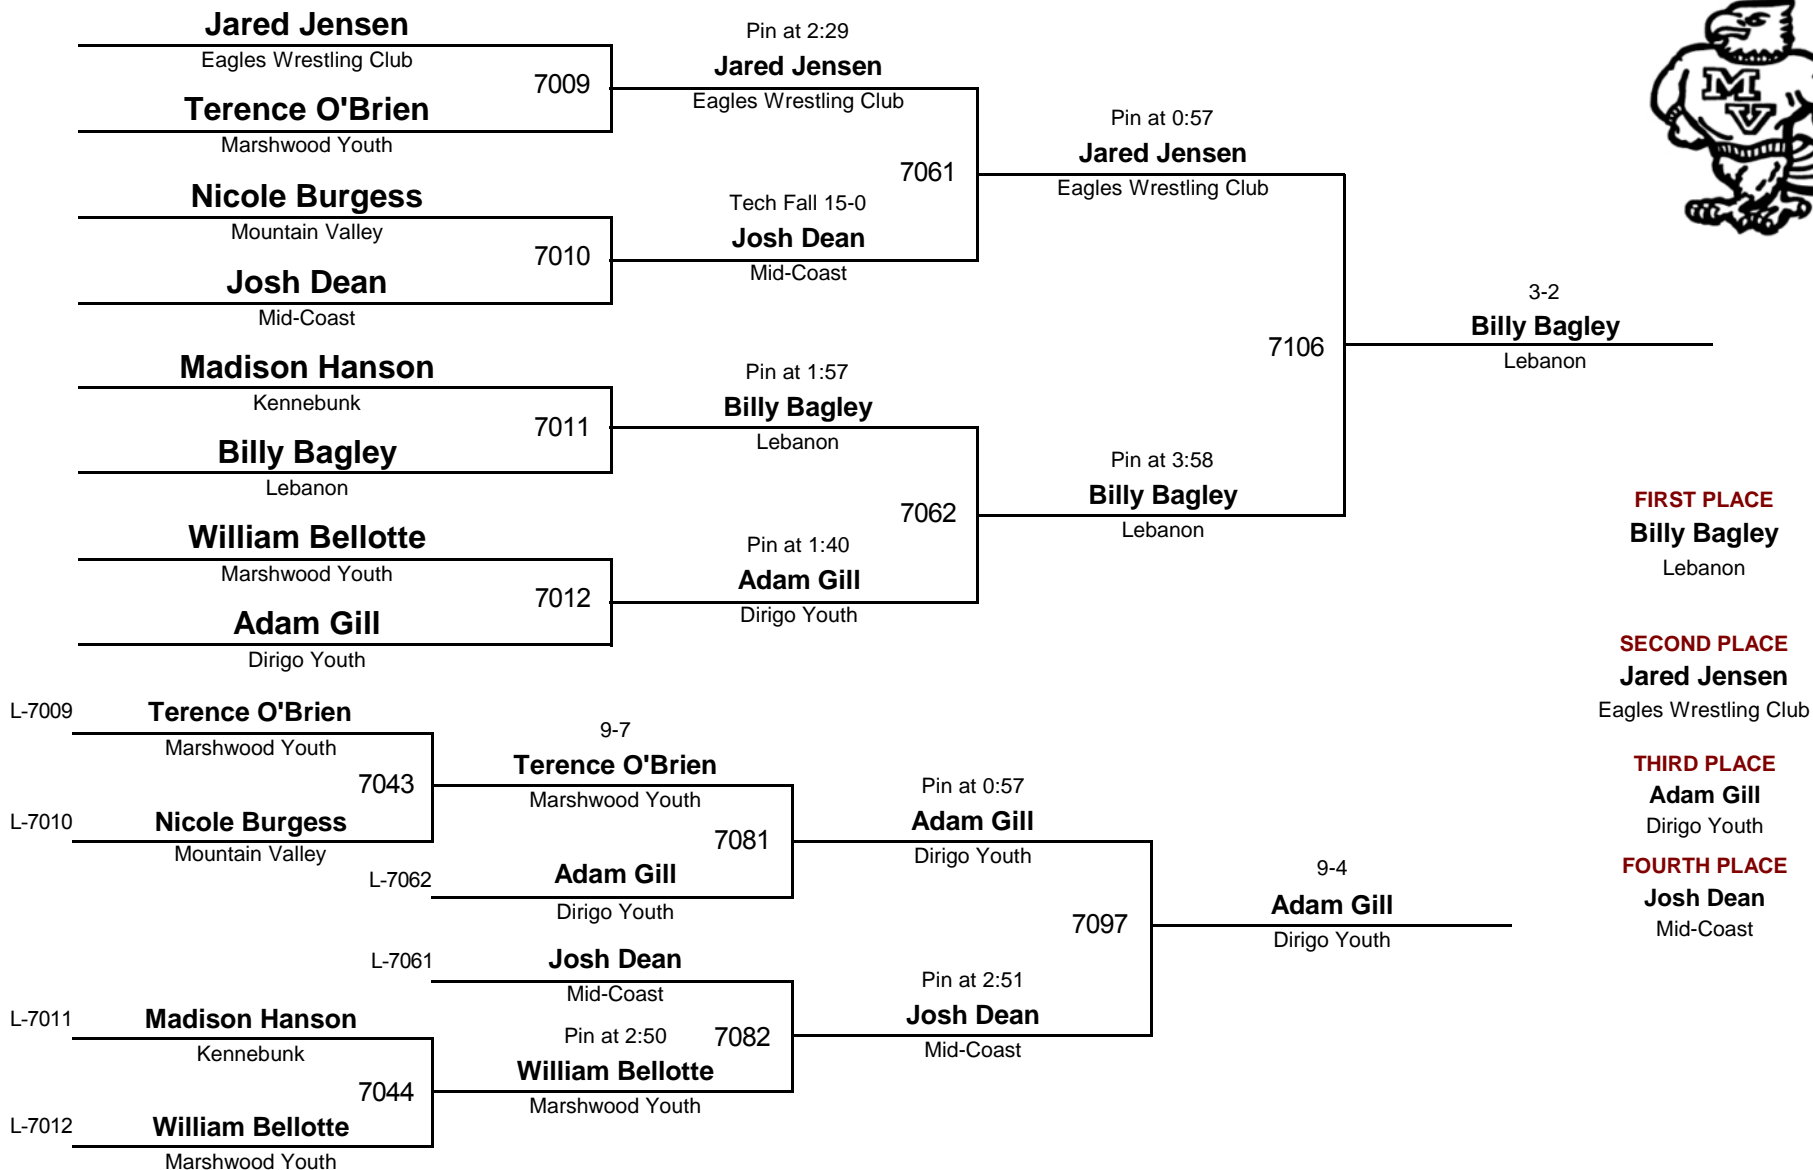 Jared Jensen
Eagles Wrestling Club
7009
Terence O'Brien
Marshwood Youth
Nicole Burgess
Mountain Valley
7010
Josh Dean
Mid-Coast
Madison Hanson
Kennebunk
7011
Billy Bagley
Lebanon
William Bellotte
Marshwood Youth
7012
Adam Gill
Dirigo Youth
Pin at 2:29
Jared Jensen
Eagles Wrestling Club
7061
Tech Fall 15-0
Josh Dean
Mid-Coast
Pin at 1:57
Billy Bagley
Lebanon
7062
Pin at 1:40
Adam Gill
Dirigo Youth
Pin at 0:57
Jared Jensen
Eagles Wrestling Club
7106
Pin at 3:58
Billy Bagley
Lebanon
3-2
Billy Bagley
Lebanon
M
V
FIRST PLACE
Billy Bagley
Lebanon
SECOND PLACE
Jared Jensen
Eagles Wrestling Club
THIRD PLACE
Adam Gill
Dirigo Youth
FOURTH PLACE
Josh Dean
Mid-Coast
L-7009
Terence O'Brien
Marshwood Youth
7043
L-7010
Nicole Burgess
Mountain Valley
9-7
Terence O'Brien
Marshwood Youth
7081
L-7062
Adam Gill
Dirigo Youth
L-7061
Josh Dean
Mid-Coast
7082
L-7011
Madison Hanson
Kennebunk
7044
L-7012
William Bellotte
Marshwood Youth
Pin at 2:50
William Bellotte
Marshwood Youth
Pin at 0:57
Adam Gill
Dirigo Youth
7097
Pin at 2:51
Josh Dean
Mid-Coast
9-4
Adam Gill
Dirigo Youth